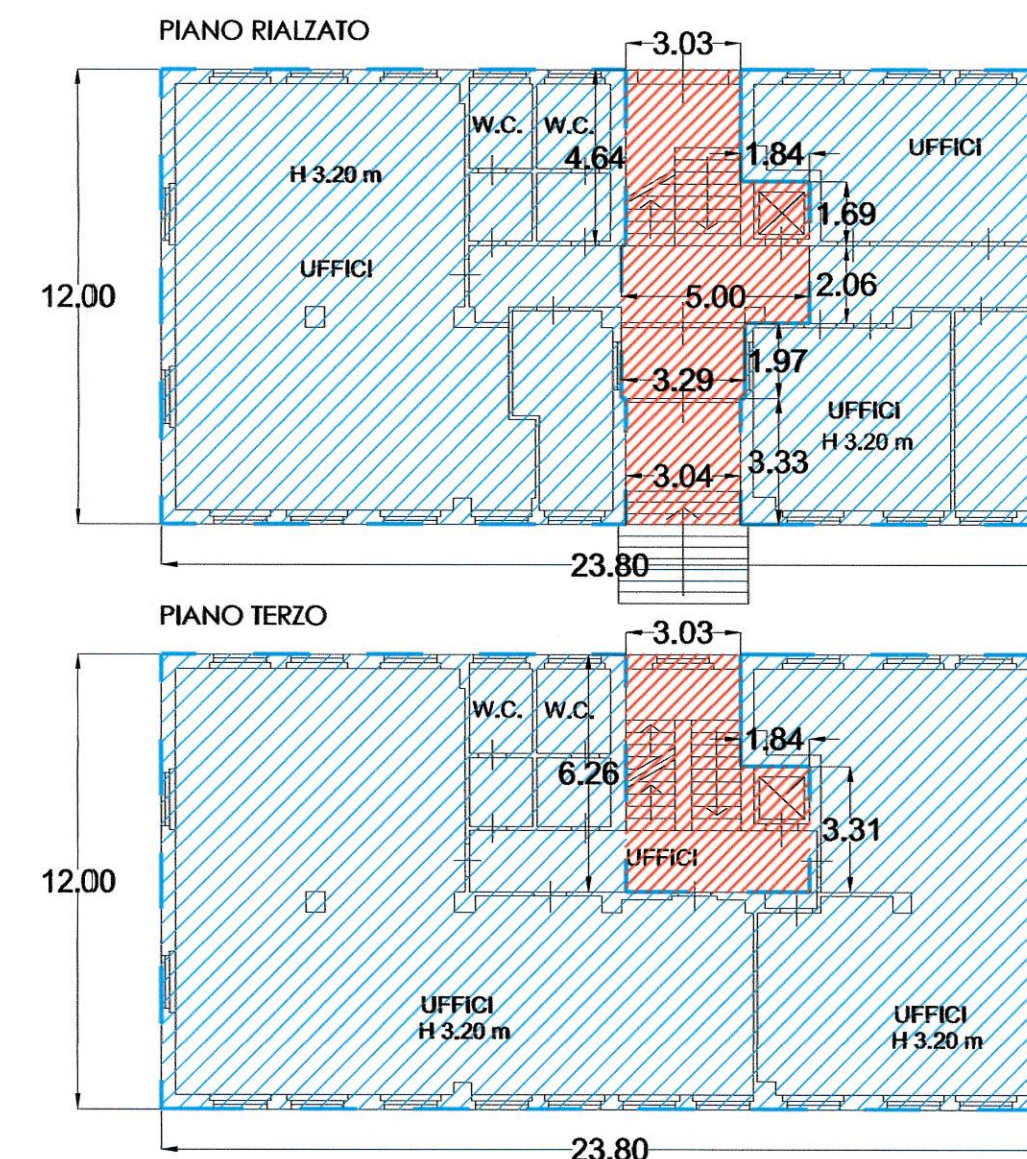 PIANO RIALZATO
3.03
W.C.
W.C.
4.64
1.84
UFFICI
H 3.20 m
1.69
UFFICI
12.00
5.00
2.06
1.97
3.29
UFFICI
H 3.20 m
3.04
3.33
23.80
PIANO TERZO
3.03
W.C.
W.C.
1.84
6.26
3.31
UFFICI
12.00
UFFICI
H 3.20 m
UFFICI
H 3.20 m
23.80